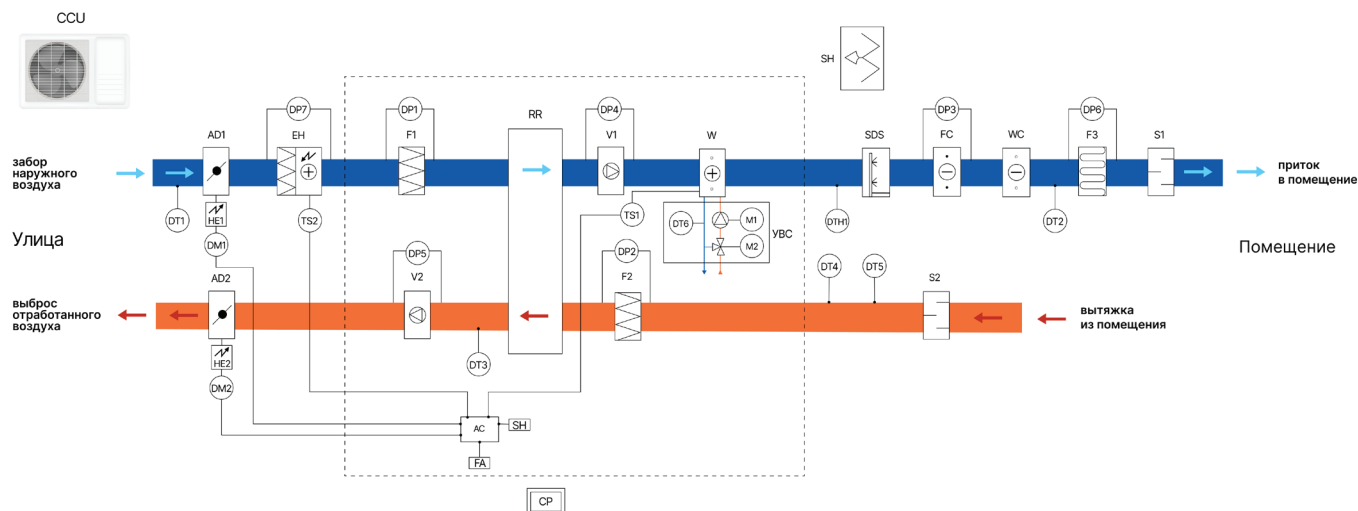 CCU
SH
DP7
DP1
DP4
DP3
DP6
AD1
EH
F1
RR
V1
W
SDS
FC
WC
F3
S1
забор
наружного
воздуха
приток
в помещение
DT1
HE1
TS2
TS1
DT6
M1
DTH1
DT2
УВС
M2
DM1
Улица
Помещение
DP5
DP2
AD2
V2
F2
DT4
DT5
S2
выброс
отработанного
воздуха
вытяжка
из помещения
HE2
DT3
DM2
AC
SH
FA
CP